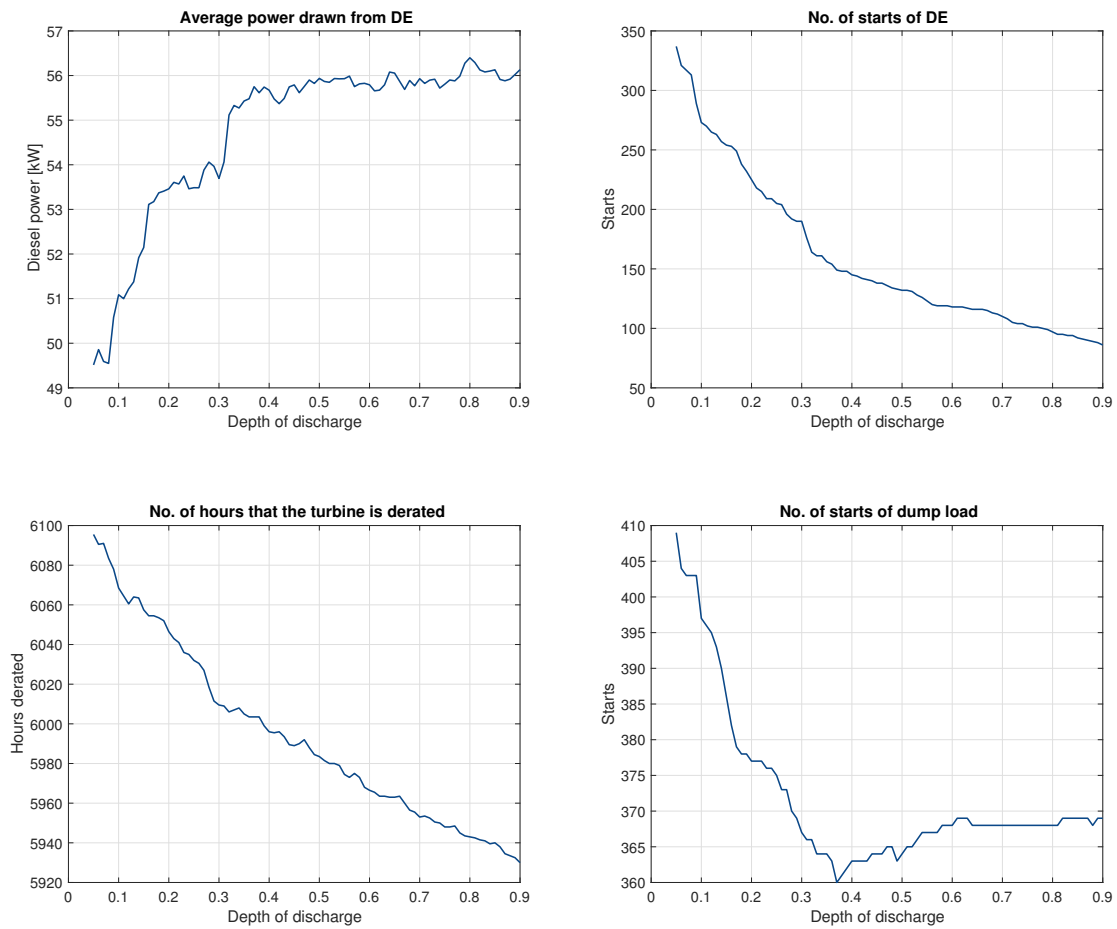 Average power drawn from DE
57
56
55
54
53
52
51
50
49
Diesel power [kW]
0 0.1 0.2 0.3 0.4 0.5 0.6 0.7 0.8 0.9
Depth of discharge
No. of starts of DE
350
300
250
200
150
100
50
Starts
0 0.1 0.2 0.3 0.4 0.5 0.6 0.7 0.8 0.9
Depth of discharge
No. of hours that the turbine is derated
6100
6080
6060
6040
6020
6000
5980
5960
5940
5920
Hours derated
0 0.1 0.2 0.3 0.4 0.5 0.6 0.7 0.8 0.9
Depth of discharge
No. of starts of dump load
410
405
400
395
390
385
380
375
370
365
360
Starts
0 0.1 0.2 0.3 0.4 0.5 0.6 0.7 0.8 0.9
Depth of discharge